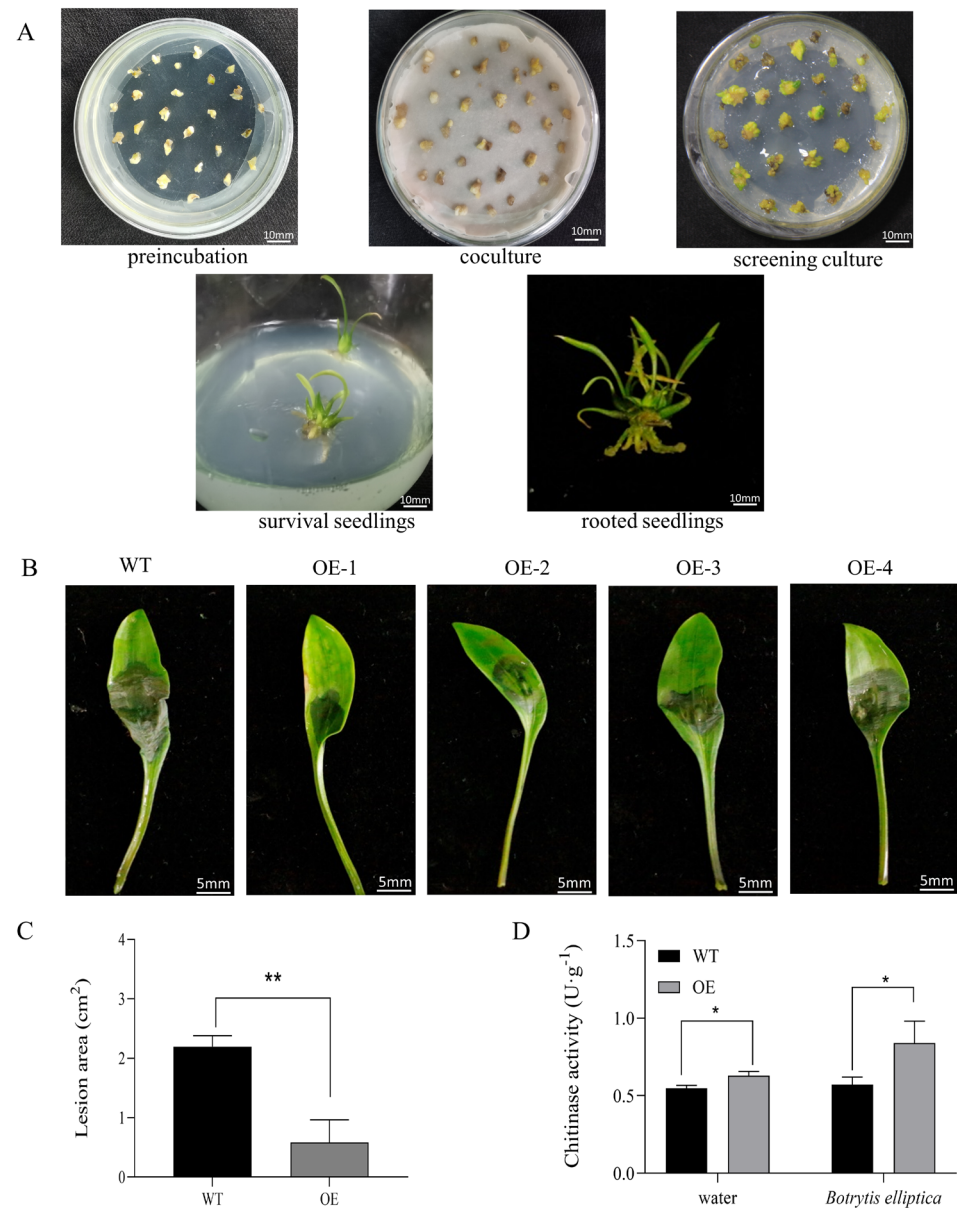 A
10mm
10mm
10mm
preincubation
coculture
screening culture
10mm
10mm
survival seedlings
rooted seedlings
B
WT
OE-1
OE-2
OE-3
OE-4
5mm
5mm
5mm
5mm
5mm
C
Lesion area (cm²)
4
3
2
1
0
**
WT
OE
D
Chitinase activity (U·g⁻¹)
1.5
1.0
0.5
0.0
WT
OE
*
*
water
Botrytis elliptica